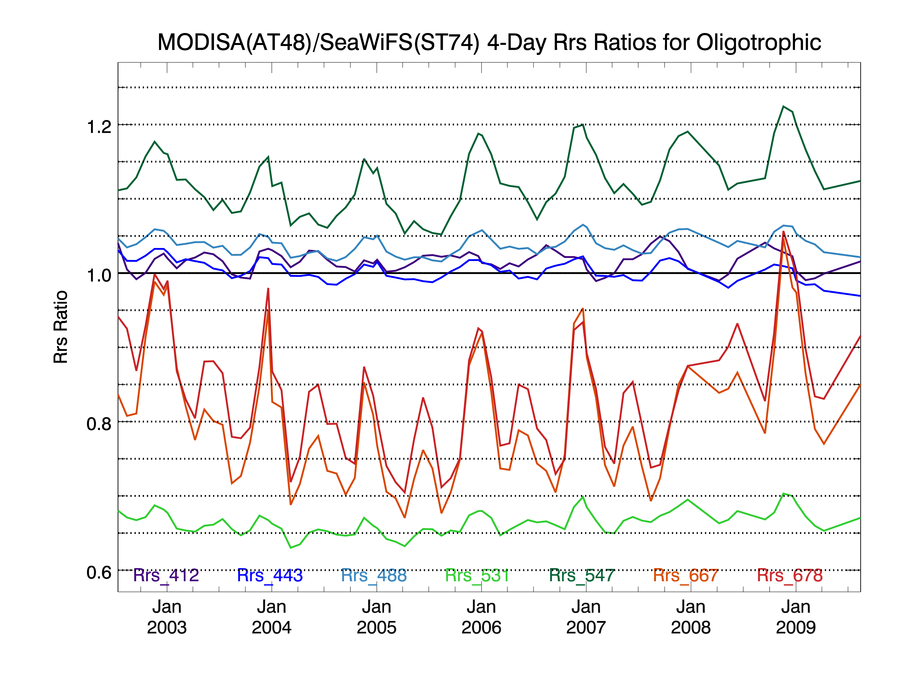 MODISA(AT48)/SeaWiFS(ST74) 4-Day Rrs Ratios for Oligotrophic
Rrs Ratio
1.2
1.0
0.8
0.6
Rrs_412 Rrs_443 Rrs_488 Rrs_531 Rrs_547 Rrs_667 Rrs_678
Jan Jan Jan Jan Jan Jan Jan
2003 2004 2005 2006 2007 2008 2009